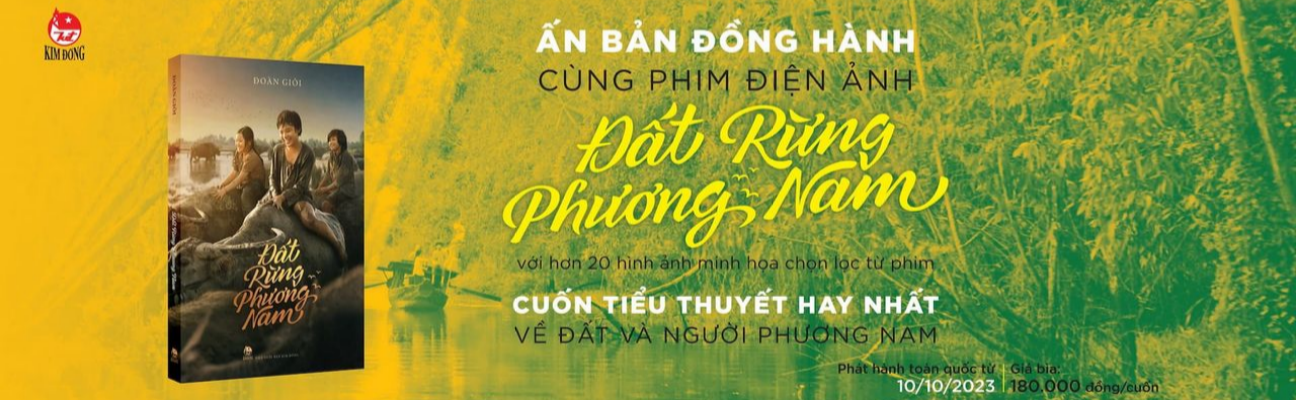 KIM ĐỒNG
ĐOÀN GIỎI
Đất
Rừng
Phương
Nam
ẤN BẢN ĐỒNG HÀNH
CÙNG PHIM ĐIỆN ẢNH
Đất Rừng
Phương Nam
với hơn 20 hình ảnh minh họa chọn lọc từ phim
CUỐN TIỂU THUYẾT HAY NHẤT
VỀ ĐẤT VÀ NGƯỜI PHƯƠNG NAM
Phát hành toàn quốc từ
10/10/2023
Giá bìa:
180.000 đồng/cuốn